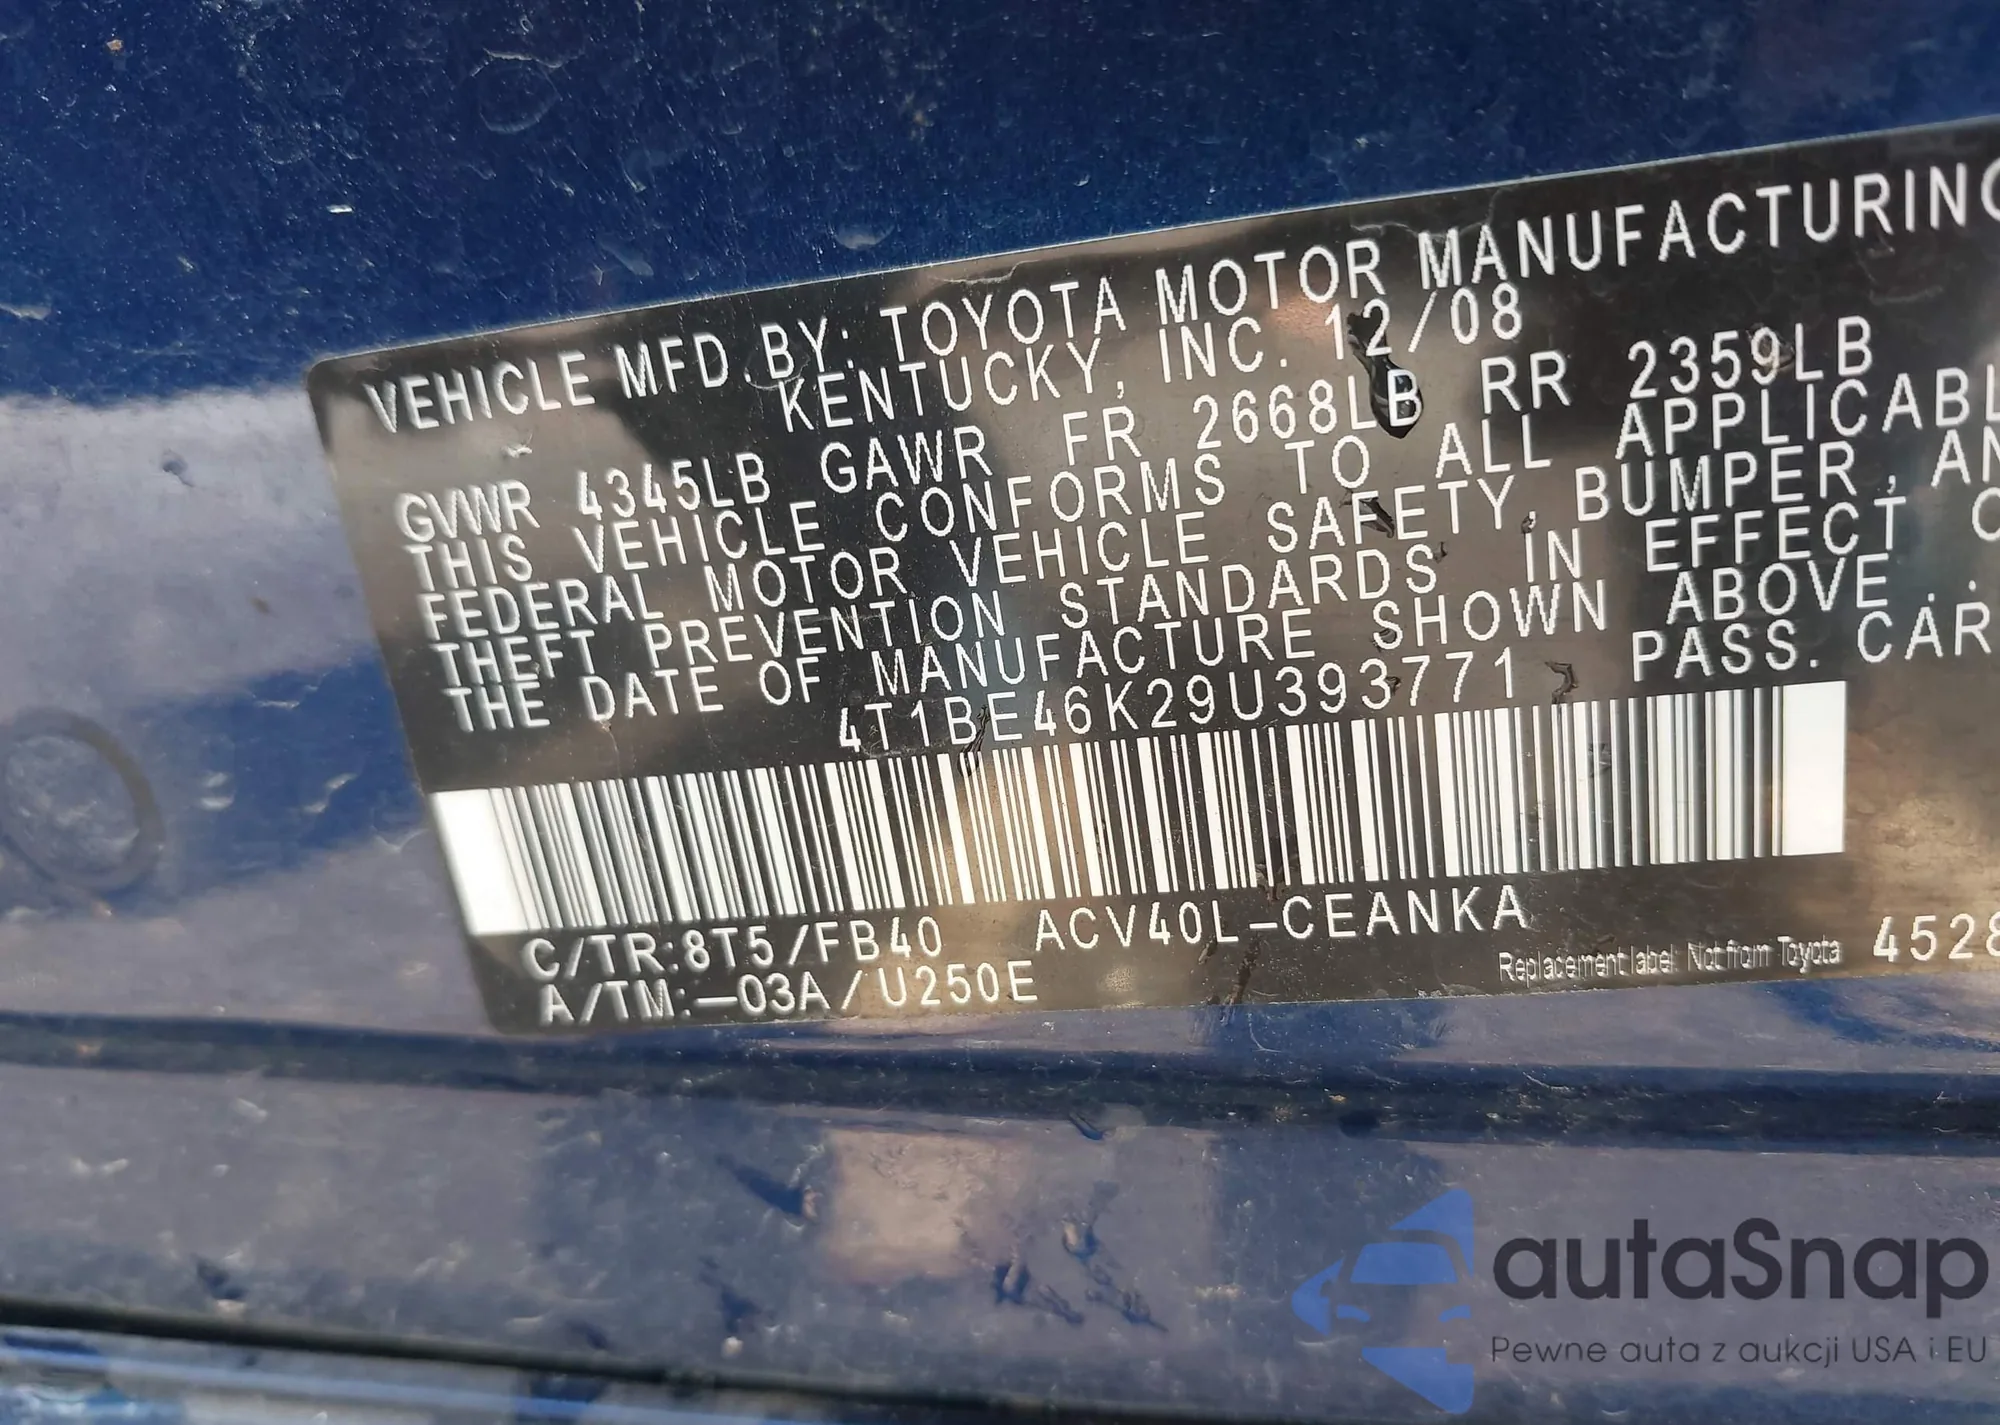 VEHICLE MFD.BY: TOYOTA MOTOR MANUFACTURING
KENTUCKY, INC. 12/08
GVWR 4345LB GAWR FR 2668LB RR 2359LB
THIS VEHICLE CONFORMS TO ALL APPLICABL
FEDERAL MOTOR VEHICLE SAFETY, BUMPER, AN
THEFT PREVENTION STANDARDS IN EFFECT O
THE DATE OF MANUFACTURE SHOWN ABOVE..
4T1BE46K29U393771 PASS. CAR
C/TR:8T5/FB40 ACV40L-CEANKA
A/TM:-03A/U250E
Replacement label: Not from Toyota 4528
autaSnap
Pewne auta z aukcji USA i EU